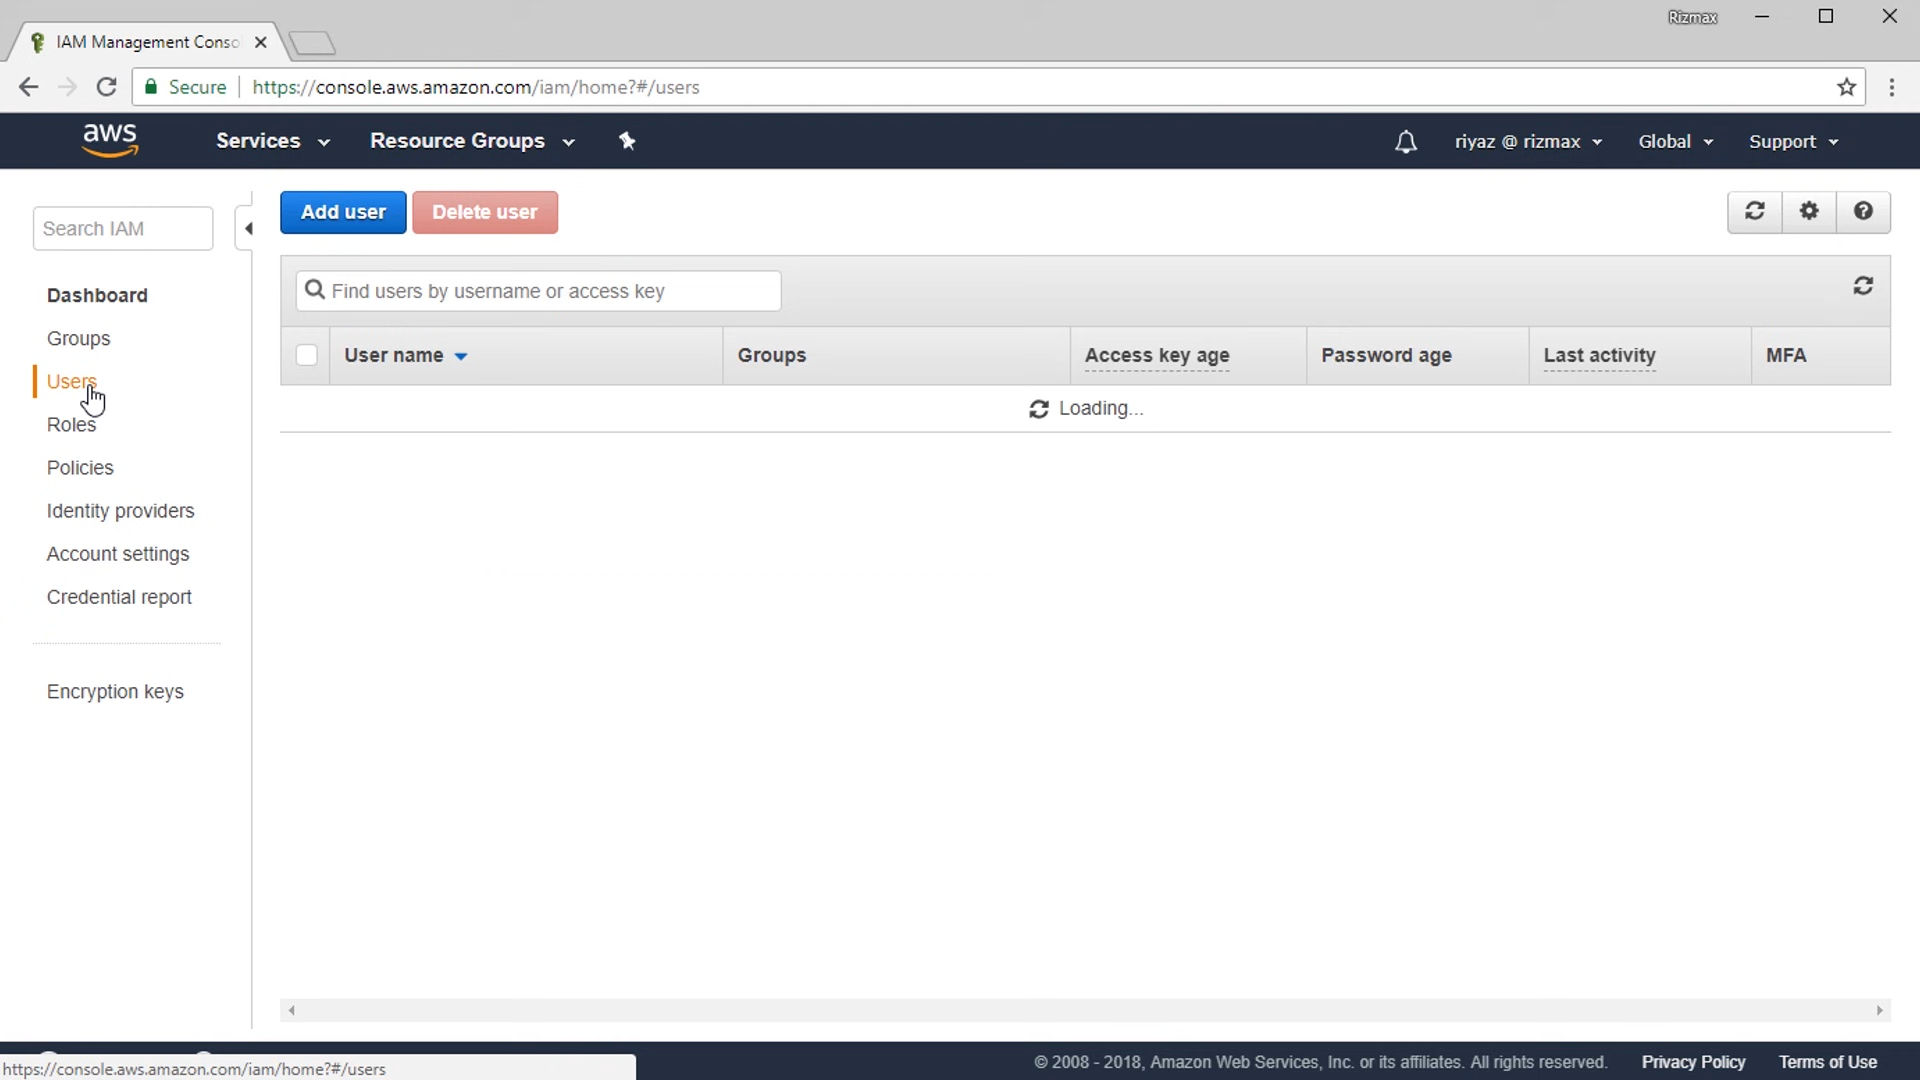 Rizmax
IAM Management Conso
Secure
https://console.aws.amazon.com/iam/home?#/users
aws
Services
Resource Groups
riyaz @ rizmax
Global
Support
Search IAM
Add user
Delete user
Find users by username or access key
Dashboard
Groups
Users
Roles
Policies
Identity providers
Account settings
Credential report
Encryption keys
User name
Groups
Access key age
Password age
Last activity
MFA
Loading...
https://console.aws.amazon.com/iam/home?#/users
© 2008 - 2018, Amazon Web Services, Inc. or its affiliates. All rights reserved.
Privacy Policy
Terms of Use